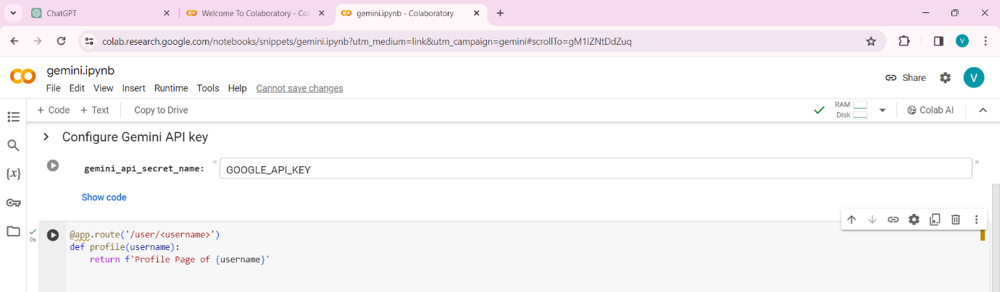 ChatGPT
Welcome To Colaboratory - Col
gemini.ipynb - Colaboratory
colab.research.google.com/notebooks/snippets/gemini.ipynb?utm_medium=link&utm_campaign=gemini#scrollTo=gM1IZNtDdZuq
V
gemini.ipynb
File Edit View Insert Runtime Tools Help Cannot save changes
Share
V
+ Code + Text Copy to Drive
RAM
Disk
Colab AI
Configure Gemini API key
gemini_api_secret_name: " GOOGLE_API_KEY "
Show code
{x}
0s
@app.route('/user/<username>')
def profile(username):
    return f'Profile Page of {username}'